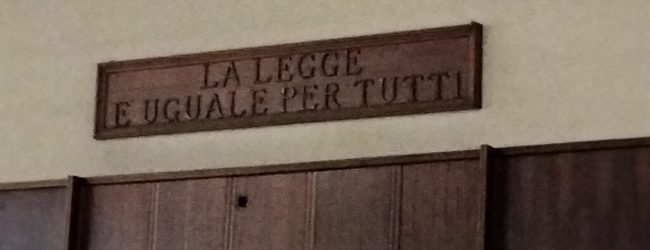 LA LEGGE
E UGUALE PER TUTTI